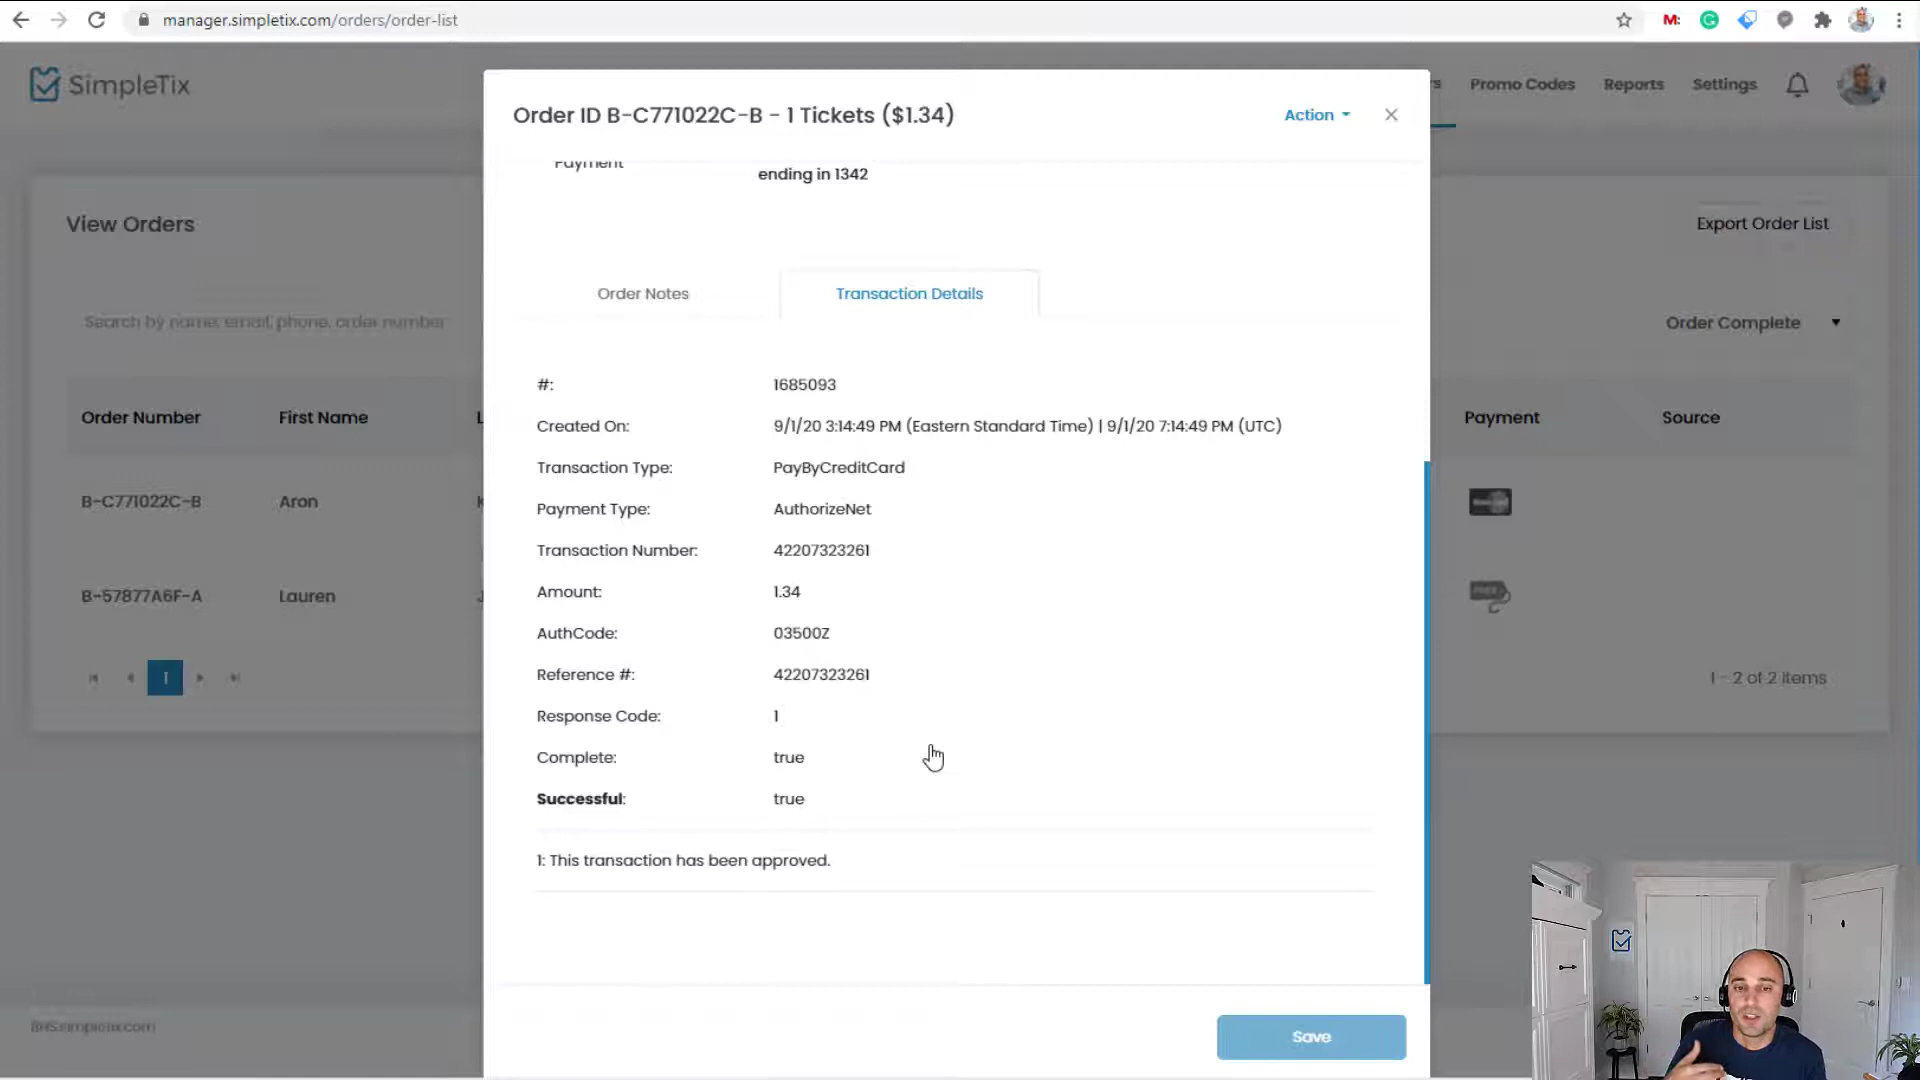 manager.simpletix.com/orders/order-list
M:
SimpleTix
Promo Codes
Reports
Settings
Order ID B-C771022C-B - 1 Tickets ($1.34)
Action
Payment
ending in 1342
View Orders
Export Order List
Order Notes
Transaction Details
Search by name, email, phone, order number
Order Complete
Order Number
First Name
L
Payment
Source
#:
1685093
Created On:
9/1/20 3:14:49 PM (Eastern Standard Time) | 9/1/20 7:14:49 PM (UTC)
Transaction Type:
PayByCreditCard
B-C771022C-B
Aron
K
Payment Type:
AuthorizeNet
Transaction Number:
42207323261
Amount:
1.34
B-57877A6F-A
Lauren
J
AuthCode:
03500Z
Reference #:
42207323261
1
1 - 2 of 2 items
Response Code:
1
Complete:
true
Successful:
true
1: This transaction has been approved.
BHS.simpletix.com
Save